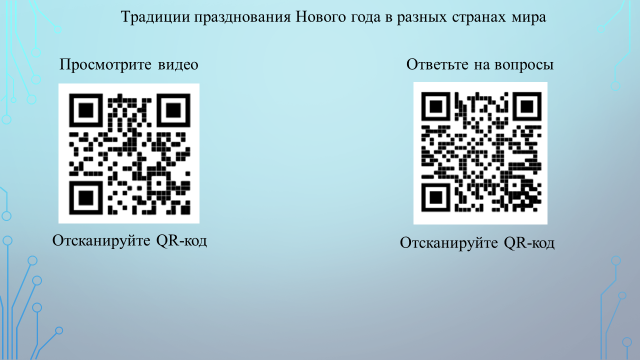 Традиции празднования Нового года в разных странах мира
Просмотрите видео
Ответьте на вопросы
Отсканируйте QR-код
Отсканируйте QR-код